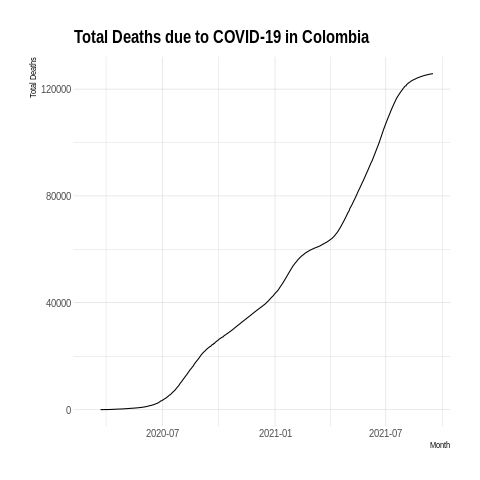 Total Deaths due to COVID-19 in Colombia
Total Deaths
120000
80000
40000
0
2020-07
2021-01
2021-07
Month